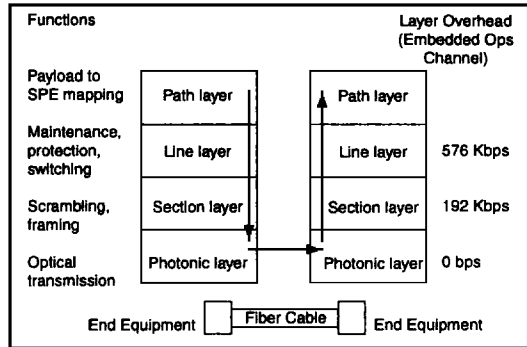 Functions
Layer Overhead
(Embedded Ops
Channel)
Payload to
SPE mapping
Path layer
Path layer
Maintenance,
protection,
switching
Line layer
Line layer
576 Kbps
Scrambling,
framing
Section layer
Section layer
192 Kbps
Optical
transmission
Photonic layer
Photonic layer
0 bps
End Equipment
Fiber Cable
End Equipment